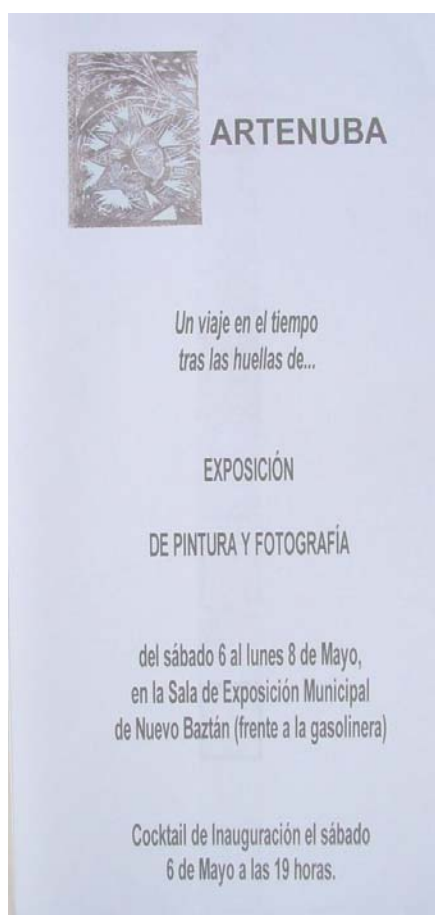 ARTENUBA
Un viaje en el tiempo
tras las huellas de...
EXPOSICIÓN
DE PINTURA Y FOTOGRAFÍA
del sábado 6 al lunes 8 de Mayo,
en la Sala de Exposición Municipal
de Nuevo Baztán (frente a la gasolinera)
Cocktail de Inauguración el sábado
6 de Mayo a las 19 horas.